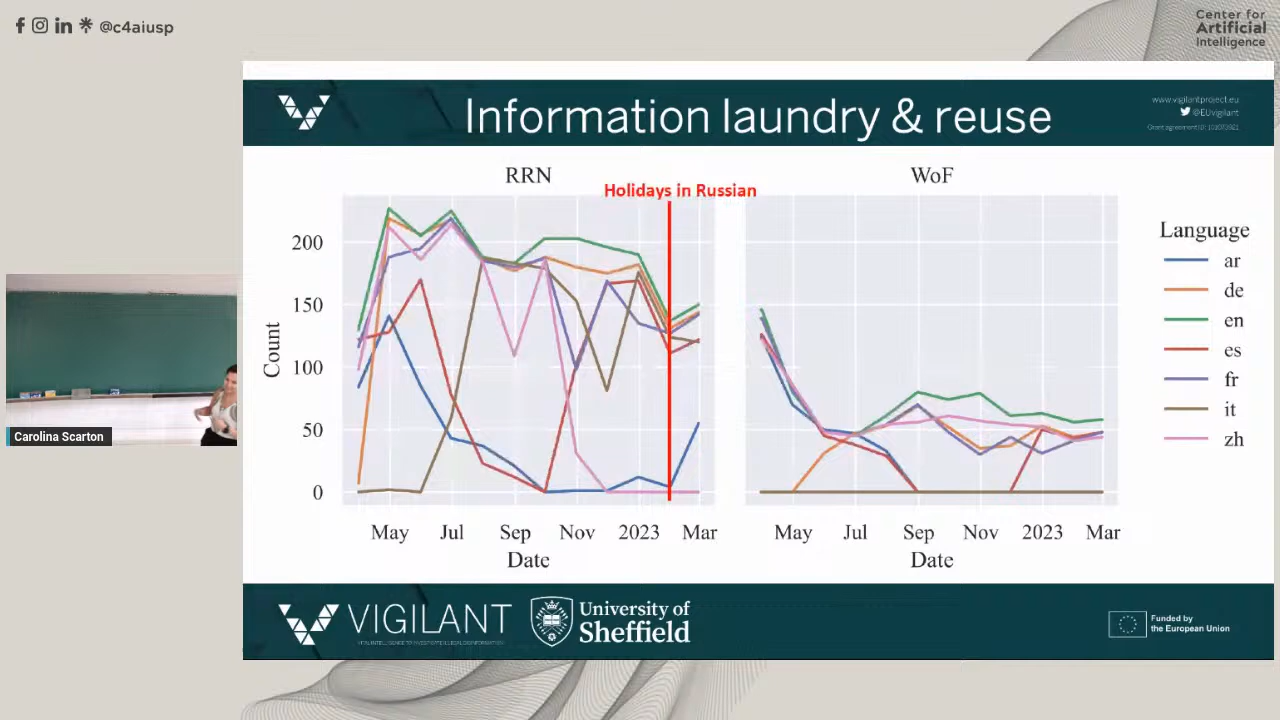 @c4aiusp
Center for
Artificial
Intelligence
Information laundry & reuse
www.vigilantproject.eu
@EUvigilant
RRN
WoF
Holidays in Russian
Count
200
150
100
50
0
May Jul Sep Nov 2023 Mar
Date
May Jul Sep Nov 2023 Mar
Date
Language
ar
de
en
es
fr
it
zh
Carolina Scarton
VIGILANT
University of
Sheffield
Funded by
the European Union